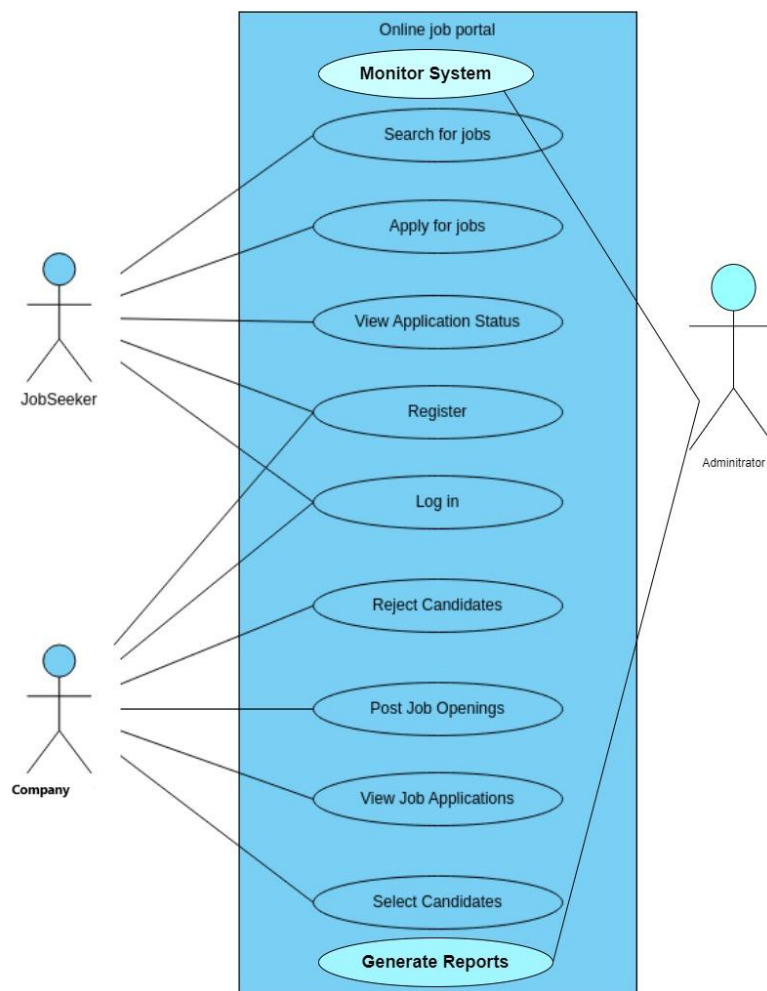 Online job portal
Monitor System
Search for jobs
Apply for jobs
View Application Status
JobSeeker
Register
Adminitrator
Log in
Reject Candidates
Post Job Openings
Company
View Job Applications
Select Candidates
Generate Reports